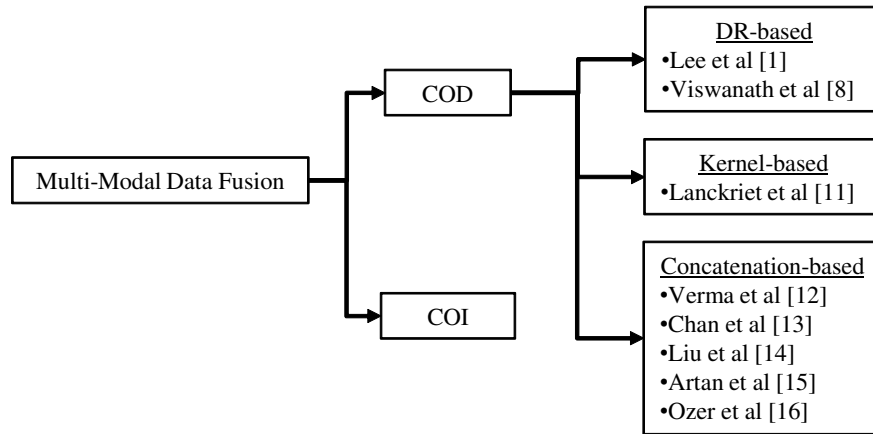 Multi-Modal Data Fusion
COD
COI
DR-based
•Lee et al [1]
•Viswanath et al [8]
Kernel-based
•Lanckriet et al [11]
Concatenation-based
•Verma et al [12]
•Chan et al [13]
•Liu et al [14]
•Artan et al [15]
•Ozer et al [16]